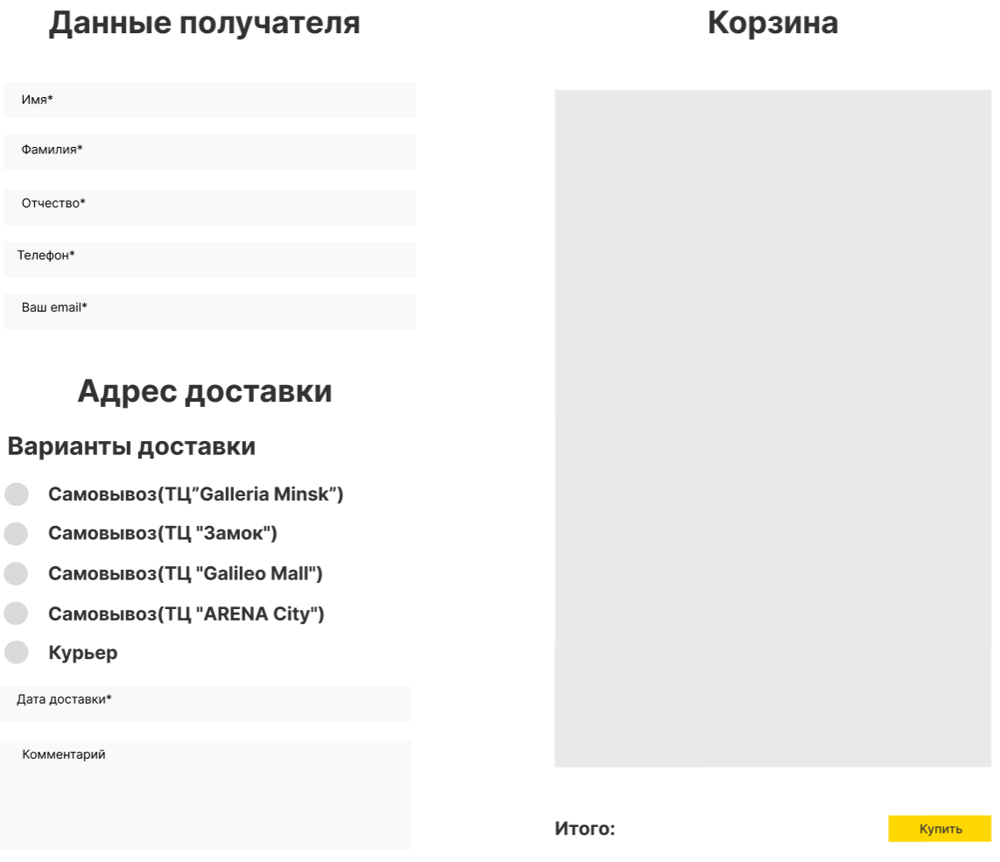 Данные получателя
Имя*
Фамилия*
Отчество*
Телефон*
Ваш email*
Адрес доставки
Варианты доставки
Самовывоз(ТЦ”Galleria Minsk”)
Самовывоз(ТЦ "Замок")
Самовывоз(ТЦ "Galileo Mall")
Самовывоз(ТЦ "ARENA City")
Курьер
Дата доставки*
Комментарий
Корзина
Итого:
Купить